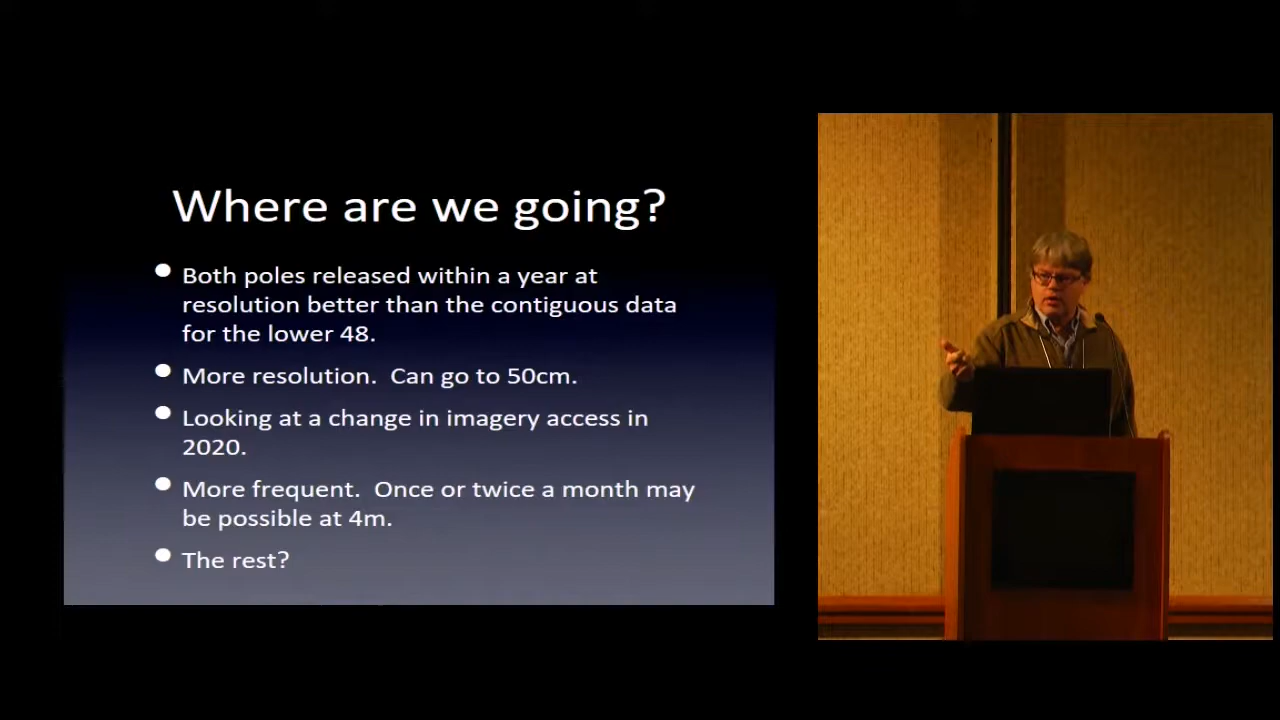 Where are we going?
Both poles released within a year at
resolution better than the contiguous data
for the lower 48.
More resolution.  Can go to 50cm.
Looking at a change in imagery access in
2020.
More frequent.  Once or twice a month may
be possible at 4m.
The rest?